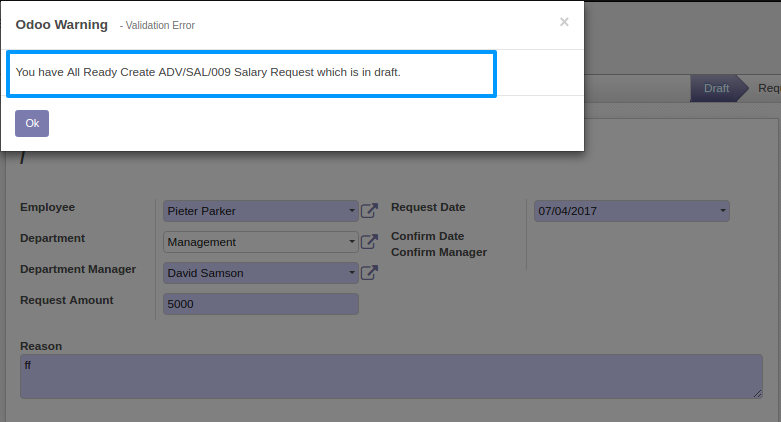 Odoo Warning - Validation Error ×
You have All Ready Create ADV/SAL/009 Salary Request which is in draft.
Ok
Draft Requ
/
Employee Pieter Parker Request Date 07/04/2017
Department Management Confirm Date
Confirm Manager
Department Manager David Samson
Request Amount 5000
Reason
ff